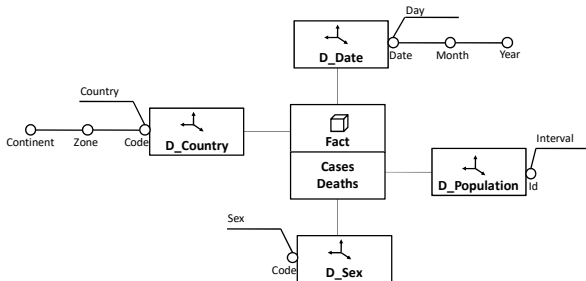 Day
Date Month Year
D_Date
Country
Continent Zone Code
D_Country
Fact
Cases
Deaths
Interval
D_Population
Id
Sex
Code
D_Sex